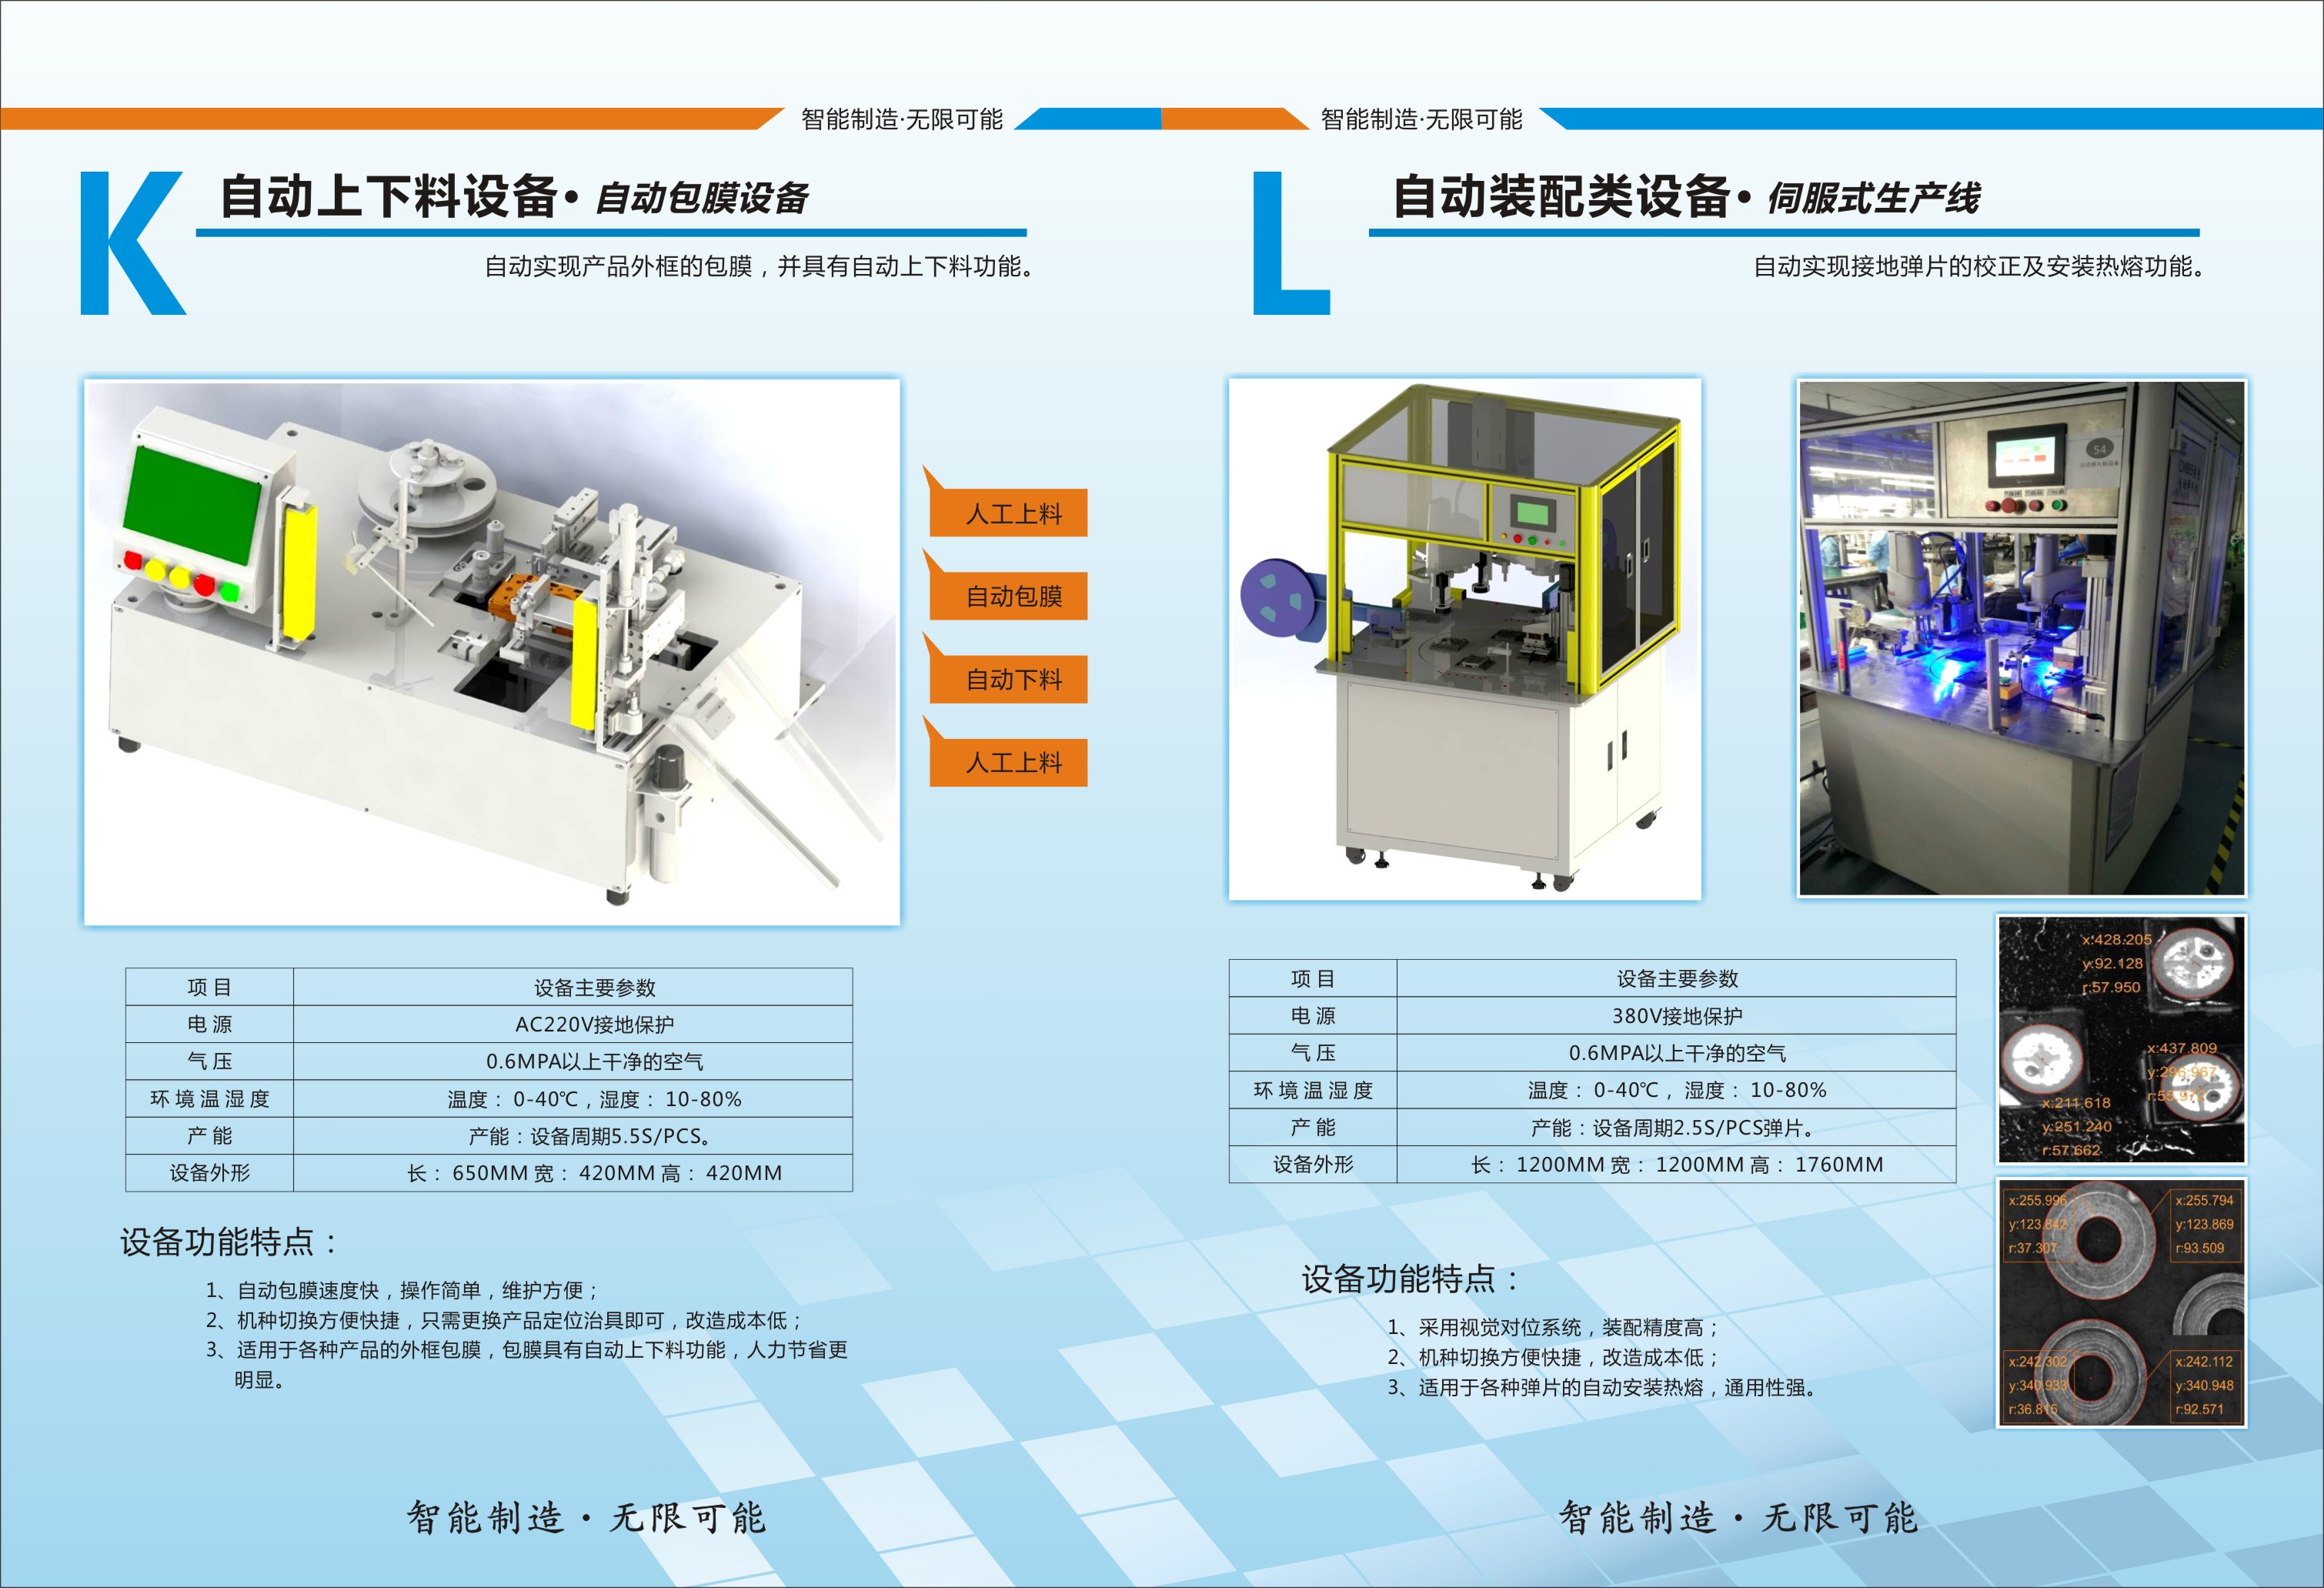 智能制造·无限可能
智能制造·无限可能
K
自动上下料设备·自动包膜设备
自动实现产品外框的包膜，并具有自动上下料功能。
人工上料
自动包膜
自动下料
人工上料
项目 设备主要参数
电源 AC220V接地保护
气压 0.6MPA以上干净的空气
环境温湿度 温度：0-40℃，湿度：10-80%
产能 产能：设备周期5.5S/PCS。
设备外形 长：650MM 宽：420MM 高：420MM
设备功能特点：
1、自动包膜速度快，操作简单，维护方便；
2、机种切换方便快捷，只需更换产品定位治具即可，改造成本低；
3、适用于各种产品的外框包膜，包膜具有自动上下料功能，人力节省更
明显。
智能制造·无限可能
L
自动装配类设备·伺服式生产线
自动实现接地弹片的校正及安装热熔功能。
54
项目 设备主要参数
电源 380V接地保护
气压 0.6MPA以上干净的空气
环境温湿度 温度：0-40℃，湿度：10-80%
产能 产能：设备周期2.5S/PCS弹片。
设备外形 长：1200MM 宽：1200MM 高：1760MM
x:428.205
y:92.128
r:57.950
x:437.809
y:296.967
x:211.618
y:251.240
r:57.662
x:255.996
r:37.307
x:255.794
y:123.869
r:93.509
x:242.302
y:340.933
r:36.815
x:242.112
y:340.948
r:92.571
设备功能特点：
1、采用视觉对位系统，装配精度高；
2、机种切换方便快捷，改造成本低；
3、适用于各种弹片的自动安装热熔，通用性强。
智能制造·无限可能